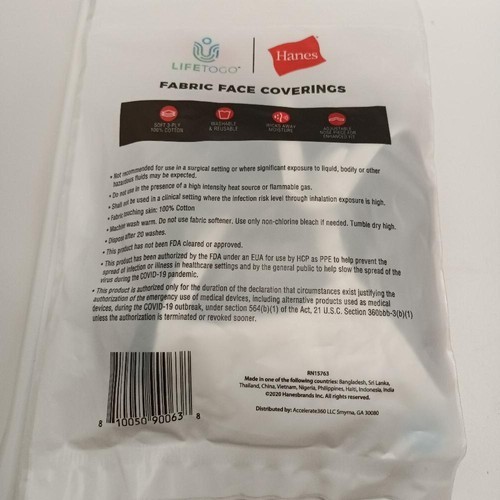 LIFETOGO
Hanes
FABRIC FACE COVERINGS
SOFT 3-PLY
100% COTTON
WASHABLE
& REUSABLE
WICKS AWAY
MOISTURE
ADJUSTABLE
NOSE PIECE FOR
ENHANCED FIT
• Not recommended for use in a surgical setting or where significant exposure to liquid, bodily or other
hazardous fluids may be expected.
• Do not use in the presence of a high intensity heat source or flammable gas.
• Shall not be used in a clinical setting where the infection risk level through inhalation exposure is high.
• Fabric touching skin: 100% Cotton
• Machine wash warm. Do not use fabric softener. Use only non-chlorine bleach if needed. Tumble dry high.
• Dispose after 20 washes.
• This product has not been FDA cleared or approved.
• This product has been authorized by the FDA under an EUA for use by HCP as PPE to help prevent the
spread of infection or illness in healthcare settings and by the general public to help slow the spread of the
virus during the COVID-19 pandemic.
• This product is authorized only for the duration of the declaration that circumstances exist justifying the
authorization of the emergency use of medical devices, including alternative products used as medical
devices, during the COVID-19 outbreak, under section 564(b)(1) of the Act, 21 U.S.C. Section 360bbb-3(b)(1)
unless the authorization is terminated or revoked sooner.
RN15763
Made in one of the following countries: Bangladesh, Sri Lanka,
Thailand, China, Vietnam, Nigeria, Philippines, Haiti, Indonesia, India
©2020 Hanesbrands Inc. All rights reserved.
Distributed by: Accelerate360 LLC Smyrna, GA 30080
8 10050 90063 8